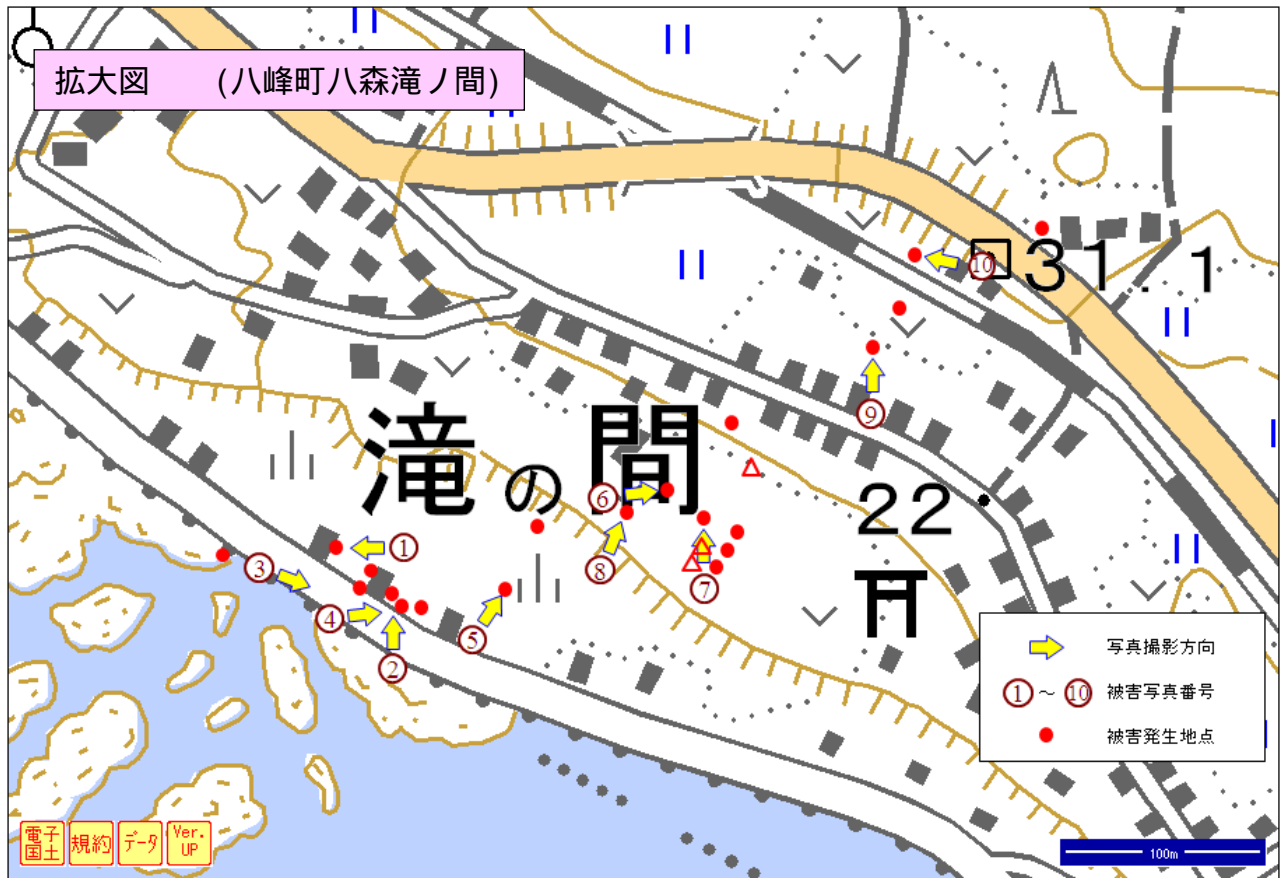 拡大図　　(八峰町八森滝ノ間)
31.1
⑩
⑨
滝の間
22
⑥
⑧
⑦
①
③
④
⑤
②
写真撮影方向
①～⑩ 被害写真番号
被害発生地点
電子国土
規約
データ
Ver.UP
100m